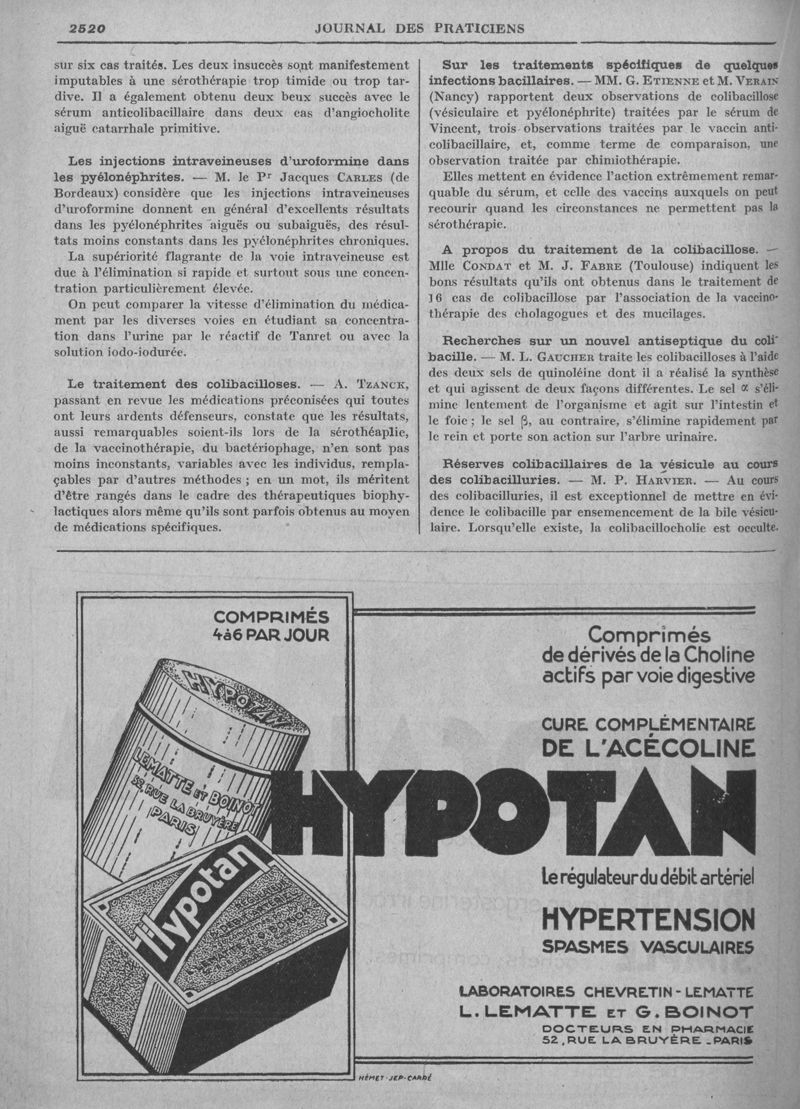 2520
JOURNAL DES PRATICIENS
sur six cas traités. Les deux insuccès sont manifestement
imputables à une sérothérapie trop timide ou trop tar-
dive. Il a également obtenu deux beux succès avec le
sérum anticolibacillaire dans deux cas d'angiocholite
aiguë catarrhale primitive.
Les injections intraveineuses d'uroformine dans
les pyélonéphrites. — M. le Pr Jacques CARLES (de
Bordeaux) considère que les injections intraveineuses
d'uroformine donnent en général d'excellents résultats
dans les pyélonéphrites aiguës ou subaiguës, des résul-
tats moins constants dans les pyélonéphrites chroniques.
La supériorité flagrante de la voie intraveineuse est
due à l'élimination si rapide et surtout sous une concen-
tration particulièrement élevée.
On peut comparer la vitesse d'élimination du médica-
ment par les diverses voies en étudiant sa concentra-
tion dans l'urine par le réactif de Tanret ou avec la
solution iodo-iodurée.
Le traitement des colibacilloses. — A. TZANCK,
passant en revue les médications préconisées qui toutes
ont leurs ardents défenseurs, constate que les résultats,
aussi remarquables soient-ils lors de la sérothéaplie,
de la vaccinothérapie, du bactériophage, n'en sont pas
moins inconstants, variables avec les individus, rempla-
çables par d'autres méthodes ; en un mot, ils méritent
d'être rangés dans le cadre des thérapeutiques biophy-
lactiques alors même qu'ils sont parfois obtenus au moyen
de médications spécifiques.
Sur les traitements spécifiques de quelques
infections bacillaires. — MM. G. ETIENNE et M. VERAIN
(Nancy) rapportent deux observations de colibacillose
(vésiculaire et pyélonéphrite) traitées par le sérum de
Vincent, trois observations traitées par le vaccin anti-
colibacillaire, et, comme terme de comparaison, une
observation traitée par chimiothérapie.
Elles mettent en évidence l'action extrêmement remar-
quable du sérum, et celle des vaccins auxquels on peut
recourir quand les circonstances ne permettent pas la
sérothérapie.
A propos du traitement de la colibacillose. —
Mlle CONDAT et M. J. FABRE (Toulouse) indiquent les
bons résultats qu'ils ont obtenus dans le traitement de
16 cas de colibacillose par l'association de la vaccino-
thérapie des cholagogues et des mucilages.
Recherches sur un nouvel antiseptique du coli-
bacille. — M. L. GAUCHER traite les colibacilloses à l'aide
des deux sels de quinoléine dont il a réalisé la synthèse
et qui agissent de deux façons différentes. Le sel α s'éli-
mine lentement de l'organisme et agit sur l'intestin et
le foie ; le sel β, au contraire, s'élimine rapidement par
le rein et porte son action sur l'arbre urinaire.
Réserves colibacillaires de la vésicule au cours
des colibacilluries. — M. P. HARVIER. — Au cours
des colibacilluries, il est exceptionnel de mettre en évi-
dence le colibacille par ensemencement de la bile vésicu-
laire. Lorsqu'elle existe, la colibacillocholie est occulte.
COMPRIMÉS
4à6 PAR JOUR
HYPOTAN
LEMATTE ET BOINOT
52, RUE LA BRUYÈRE
PARIS
Hypotan
Comprimés
de dérivés de la Choline
actifs par voie digestive
CURE COMPLÉMENTAIRE
DE L'ACÉCOLINE
HYPOTAN
Le régulateur du débit artériel
HYPERTENSION
SPASMES VASCULAIRES
LABORATOIRES CHEVRETIN - LEMATTE
L. LEMATTE ET G. BOINOT
DOCTEURS EN PHARMACIE
52, RUE LA BRUYÈRE - PARIS
HÉMET-JEP-CARRÉ